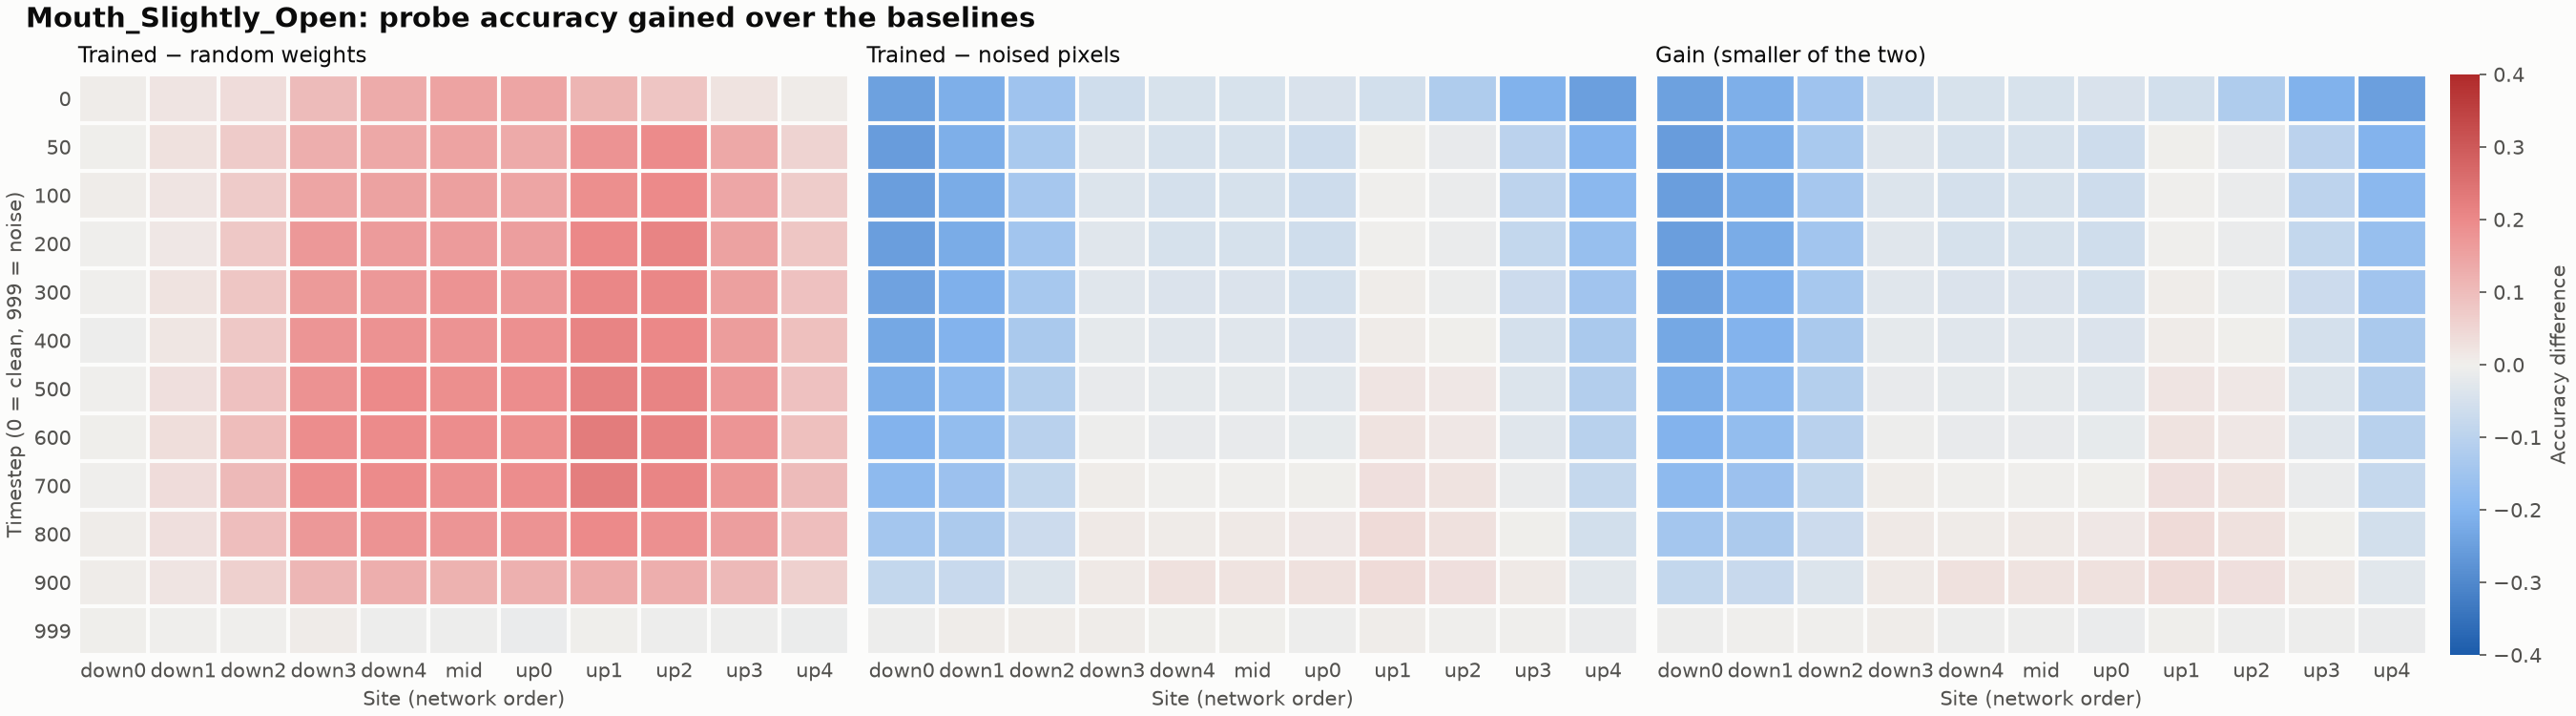 Mouth_Slightly_Open: probe accuracy gained over the baselines
Trained − random weights
Trained − noised pixels
Gain (smaller of the two)
Timestep (0 = clean, 999 = noise)
0
50
100
200
300
400
500
600
700
800
900
999
down0 down1 down2 down3 down4 mid up0 up1 up2 up3 up4
Site (network order)
down0 down1 down2 down3 down4 mid up0 up1 up2 up3 up4
Site (network order)
down0 down1 down2 down3 down4 mid up0 up1 up2 up3 up4
Site (network order)
0.4
0.3
0.2
0.1
0.0
−0.1
−0.2
−0.3
−0.4
Accuracy difference